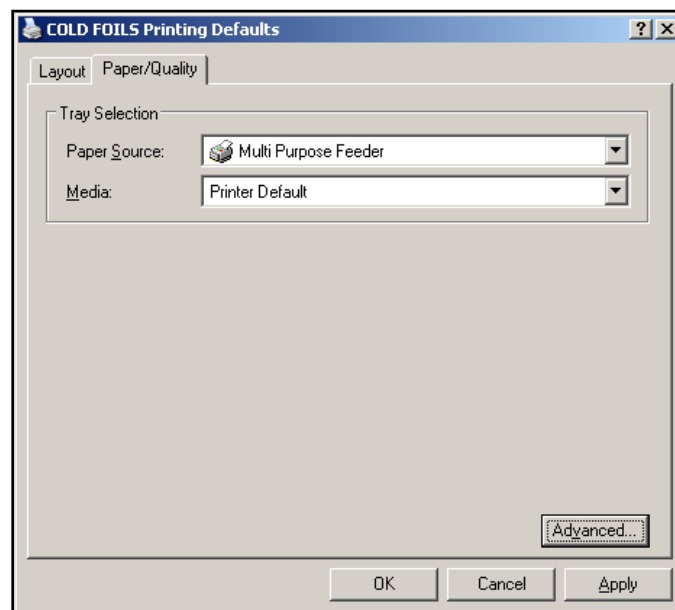 COLD FOILS Printing Defaults
Layout Paper/Quality
Tray Selection
Paper Source: Multi Purpose Feeder
Media: Printer Default
Advanced...
OK Cancel Apply